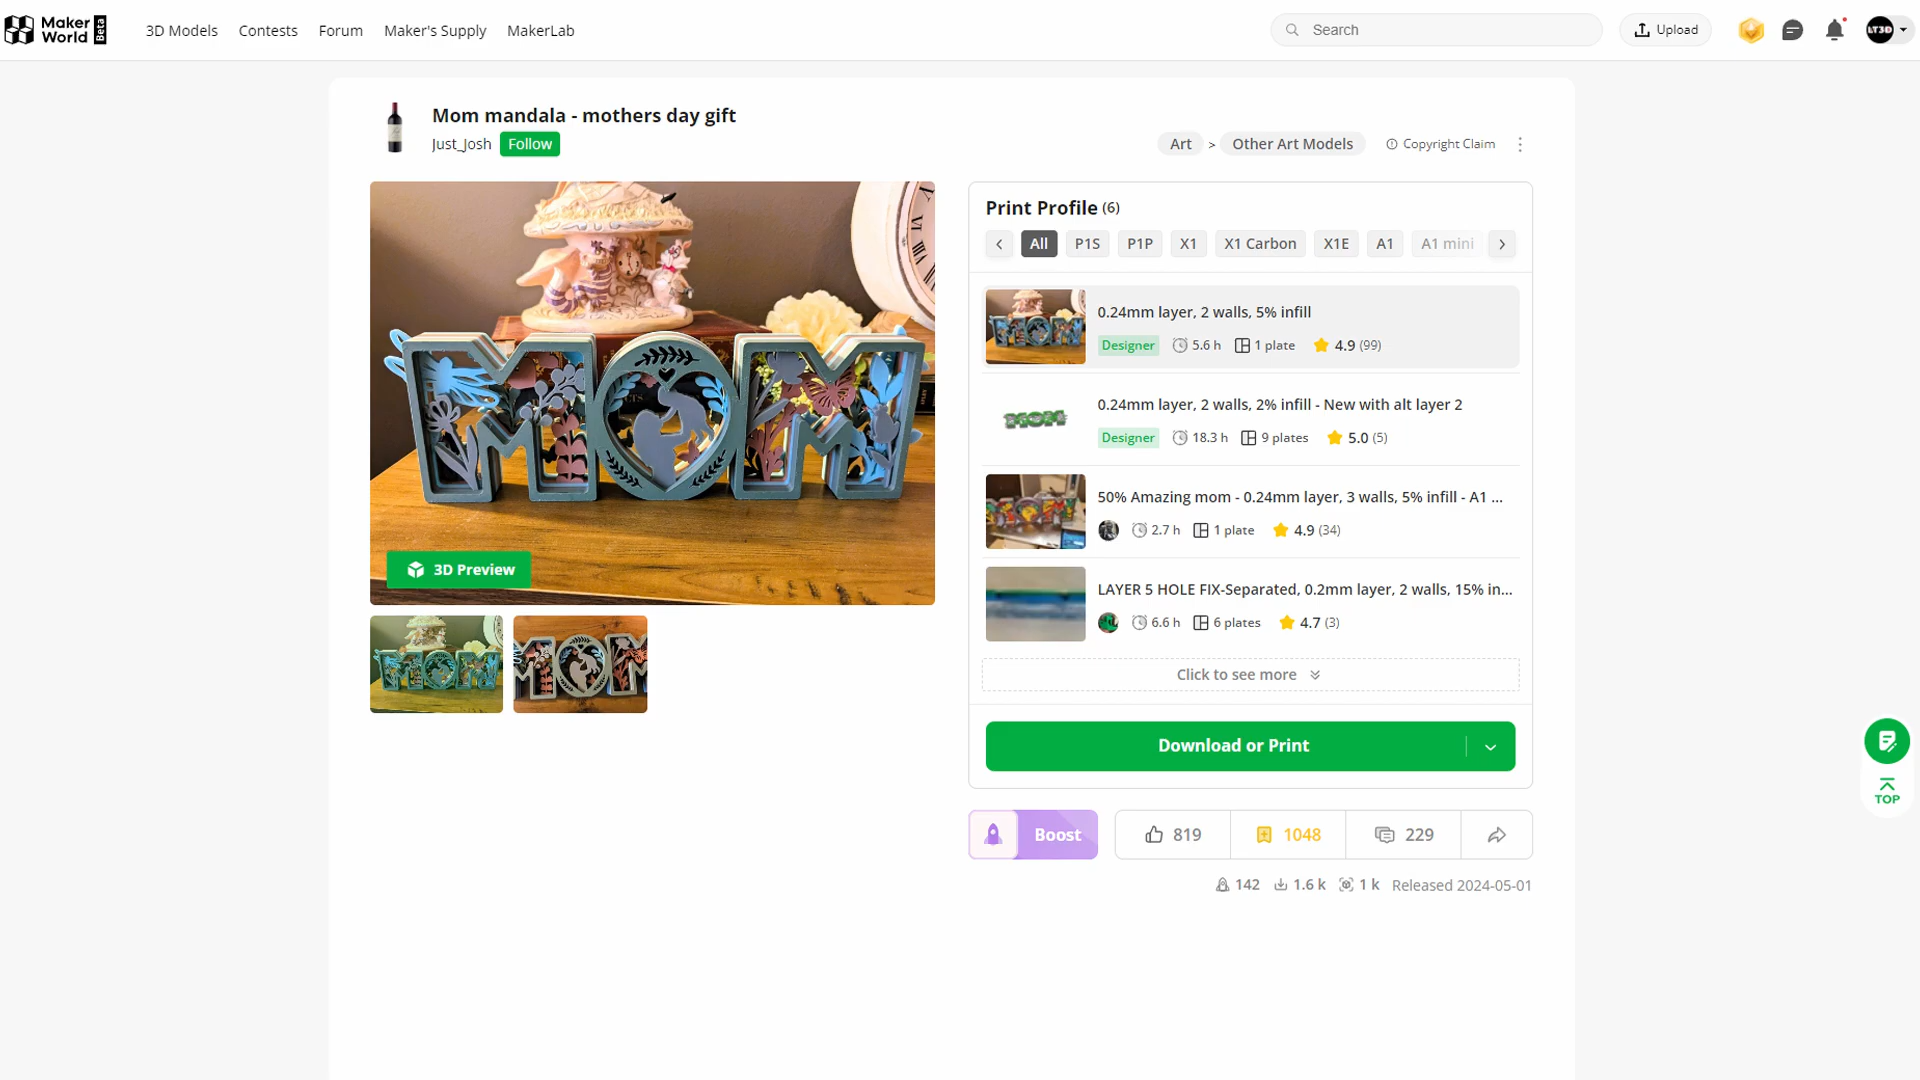 Maker World Beta
3D Models Contests Forum Maker's Supply MakerLab
Search
Upload
LT3D
Mom mandala - mothers day gift
Just_Josh Follow
Art > Other Art Models Copyright Claim
MOM
3D Preview
Print Profile (6)
All P1S P1P X1 X1 Carbon X1E A1 A1 mini
0.24mm layer, 2 walls, 5% infill
Designer 5.6 h 1 plate 4.9 (99)
0.24mm layer, 2 walls, 2% infill - New with alt layer 2
Designer 18.3 h 9 plates 5.0 (5)
50% Amazing mom - 0.24mm layer, 3 walls, 5% infill - A1 ...
2.7 h 1 plate 4.9 (34)
LAYER 5 HOLE FIX-Separated, 0.2mm layer, 2 walls, 15% in...
6.6 h 6 plates 4.7 (3)
Click to see more
Download or Print
Boost 819 1048 229
142 1.6 k 1 k Released 2024-05-01
TOP